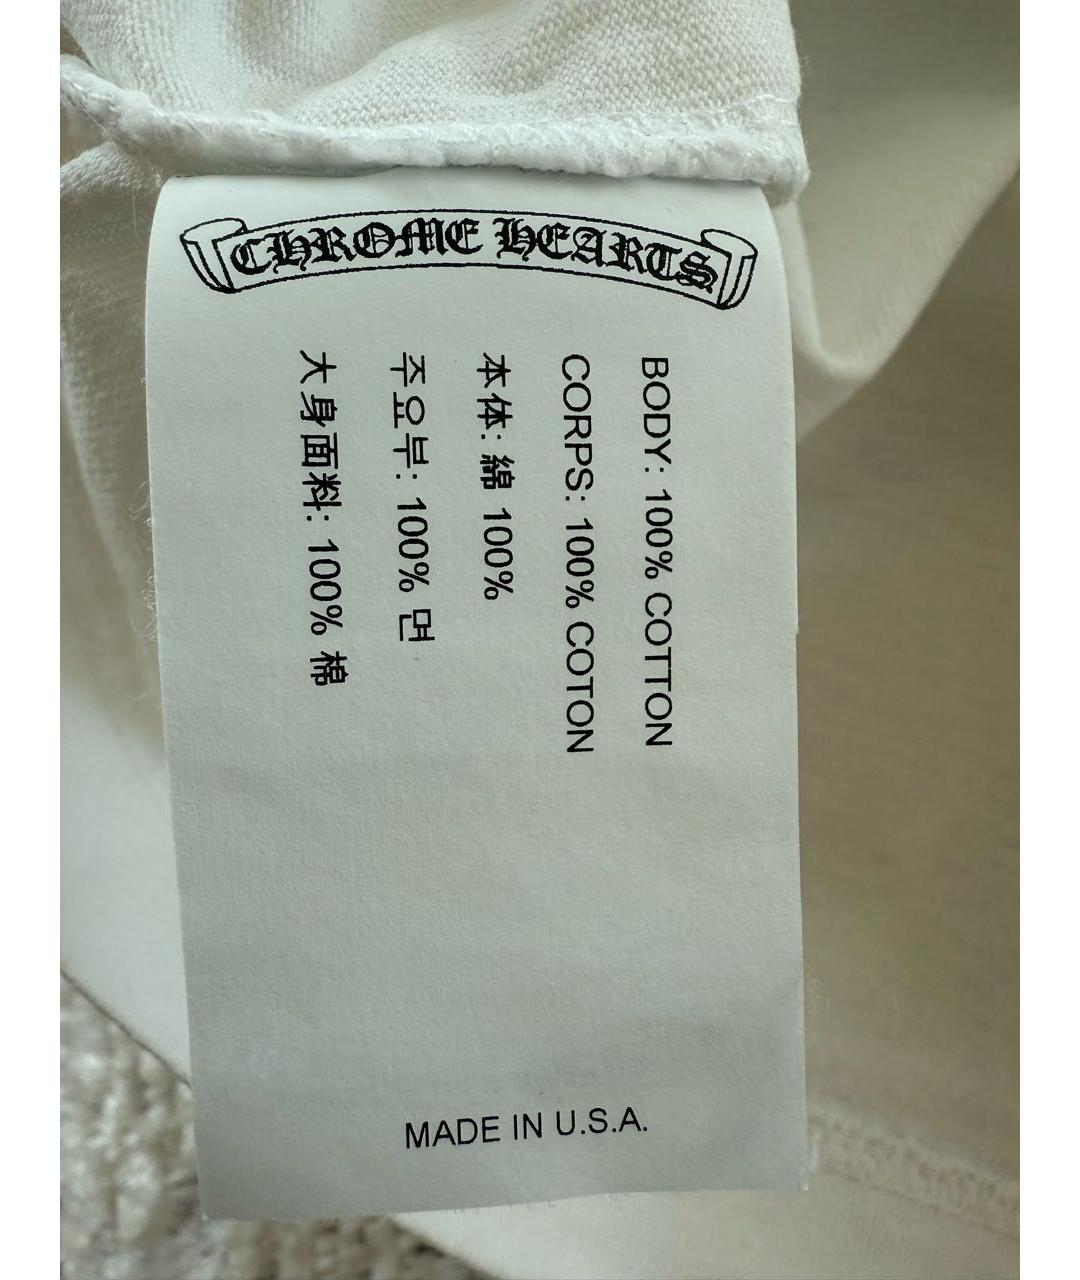 CHROME HEARTS
BODY: 100% COTTON
CORPS: 100% COTON
本体: 綿 100%
주요부: 100% 면
大身面料: 100% 棉
MADE IN U.S.A.